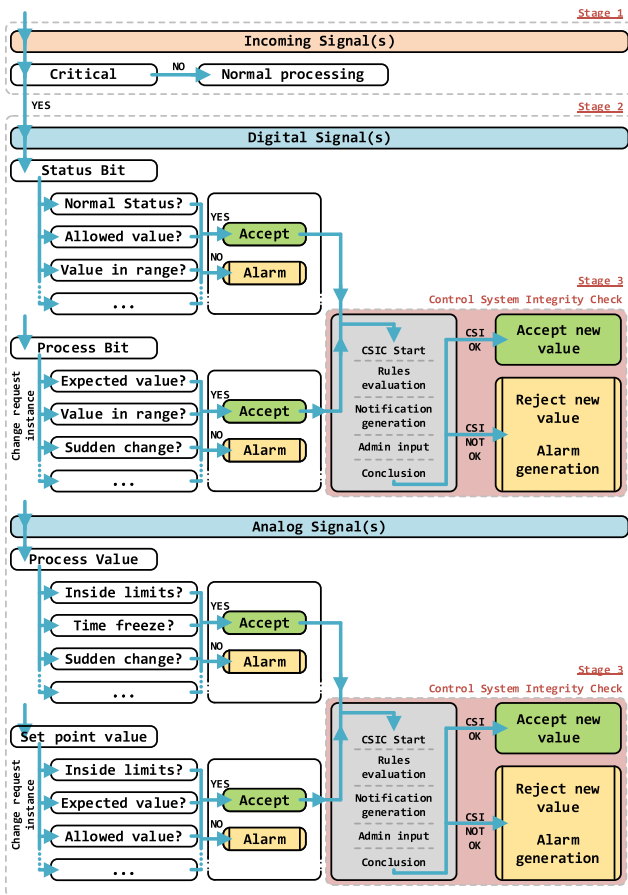 Stage 1
Incoming Signal(s)
Critical
NO
Normal processing
YES
Stage 2
Digital Signal(s)
Status Bit
Normal Status?
Allowed value?
Value in range?
...
YES
Accept
NO
Alarm
Stage 3
Control System Integrity Check
Process Bit
Change request
instance
Expected value?
Value in range?
Sudden change?
...
YES
Accept
NO
Alarm
CSIC Start
Rules
evaluation
Notification
generation
Admin input
Conclusion
CSI
OK
Accept new
value
CSI
NOT
OK
Reject new
value
Alarm
generation
Analog Signal(s)
Process Value
Inside limits?
Time freeze?
Sudden change?
...
YES
Accept
NO
Alarm
Stage 3
Control System Integrity Check
Set point value
Change request
instance
Inside limits?
Expected value?
Allowed value?
...
YES
Accept
NO
Alarm
CSIC Start
Rules
evaluation
Notification
generation
Admin input
Conclusion
CSI
OK
Accept new
value
CSI
NOT
OK
Reject new
value
Alarm
generation